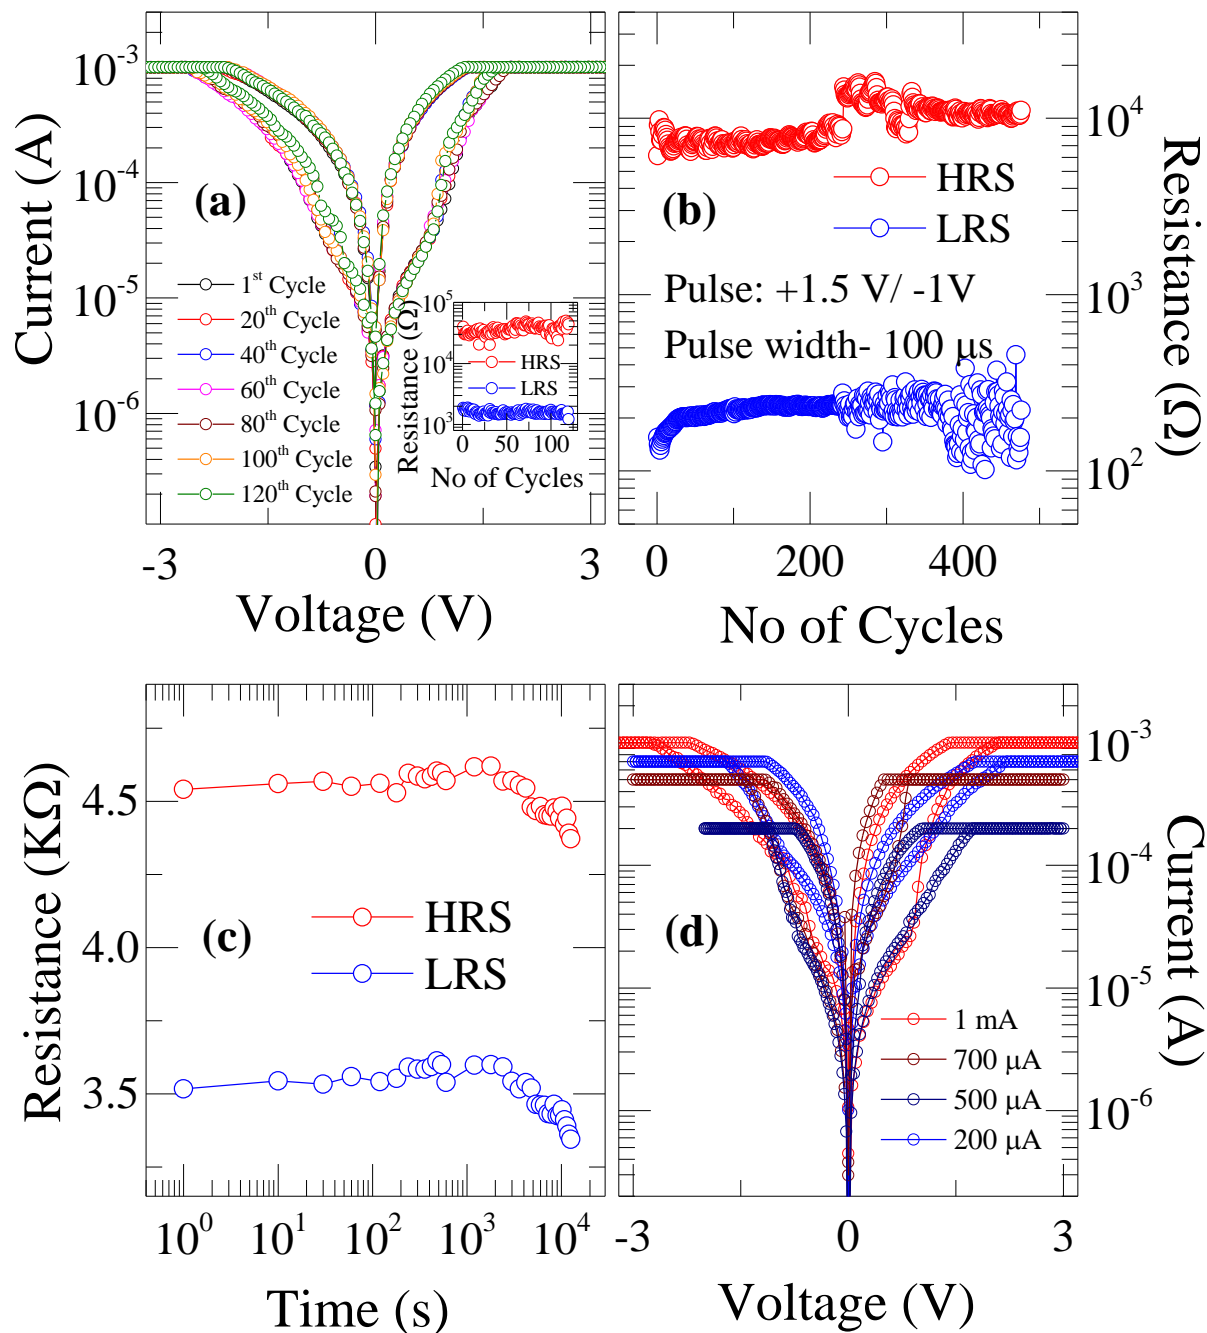 10⁻³
10⁻⁴
10⁻⁵
10⁻⁶
Current (A)
(a)
1ˢᵗ Cycle
20ᵗʰ Cycle
40ᵗʰ Cycle
60ᵗʰ Cycle
80ᵗʰ Cycle
100ᵗʰ Cycle
120ᵗʰ Cycle
10⁵
10⁴
10³
Resistance (Ω)
HRS
LRS
0 50 100
No of Cycles
-3 0 3
Voltage (V)
(b)
HRS
LRS
Pulse: +1.5 V/ -1V
Pulse width- 100 μs
10⁴
10³
10²
Resistance (Ω)
0 200 400
No of Cycles
4.5
4.0
3.5
Resistance (KΩ)
(c)
HRS
LRS
10⁰ 10¹ 10² 10³ 10⁴
Time (s)
(d)
1 mA
700 μA
500 μA
200 μA
10⁻³
10⁻⁴
10⁻⁵
10⁻⁶
Current (A)
-3 0 3
Voltage (V)